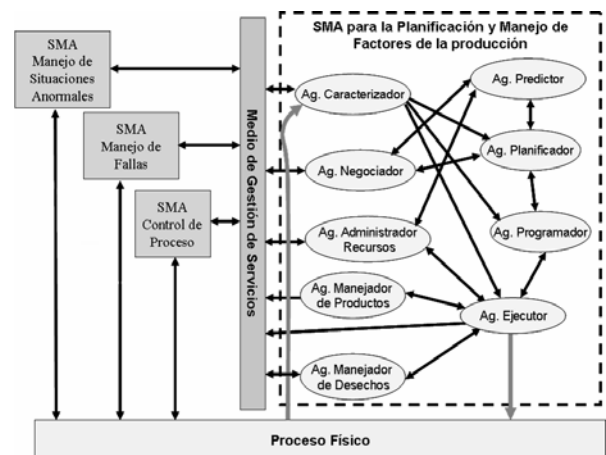 SMA
Manejo de
Situaciones
Anormales
SMA
Manejo de
Fallas
SMA
Control de
Proceso
Medio de Gestión de Servicios
SMA para la Planificación y Manejo de
Factores de la producción
Ag. Caracterizador
Ag. Predictor
Ag. Planificador
Ag. Negociador
Ag. Administrador
Recursos
Ag. Programador
Ag. Manejador
de Productos
Ag. Ejecutor
Ag. Manejador
de Desechos
Proceso Físico